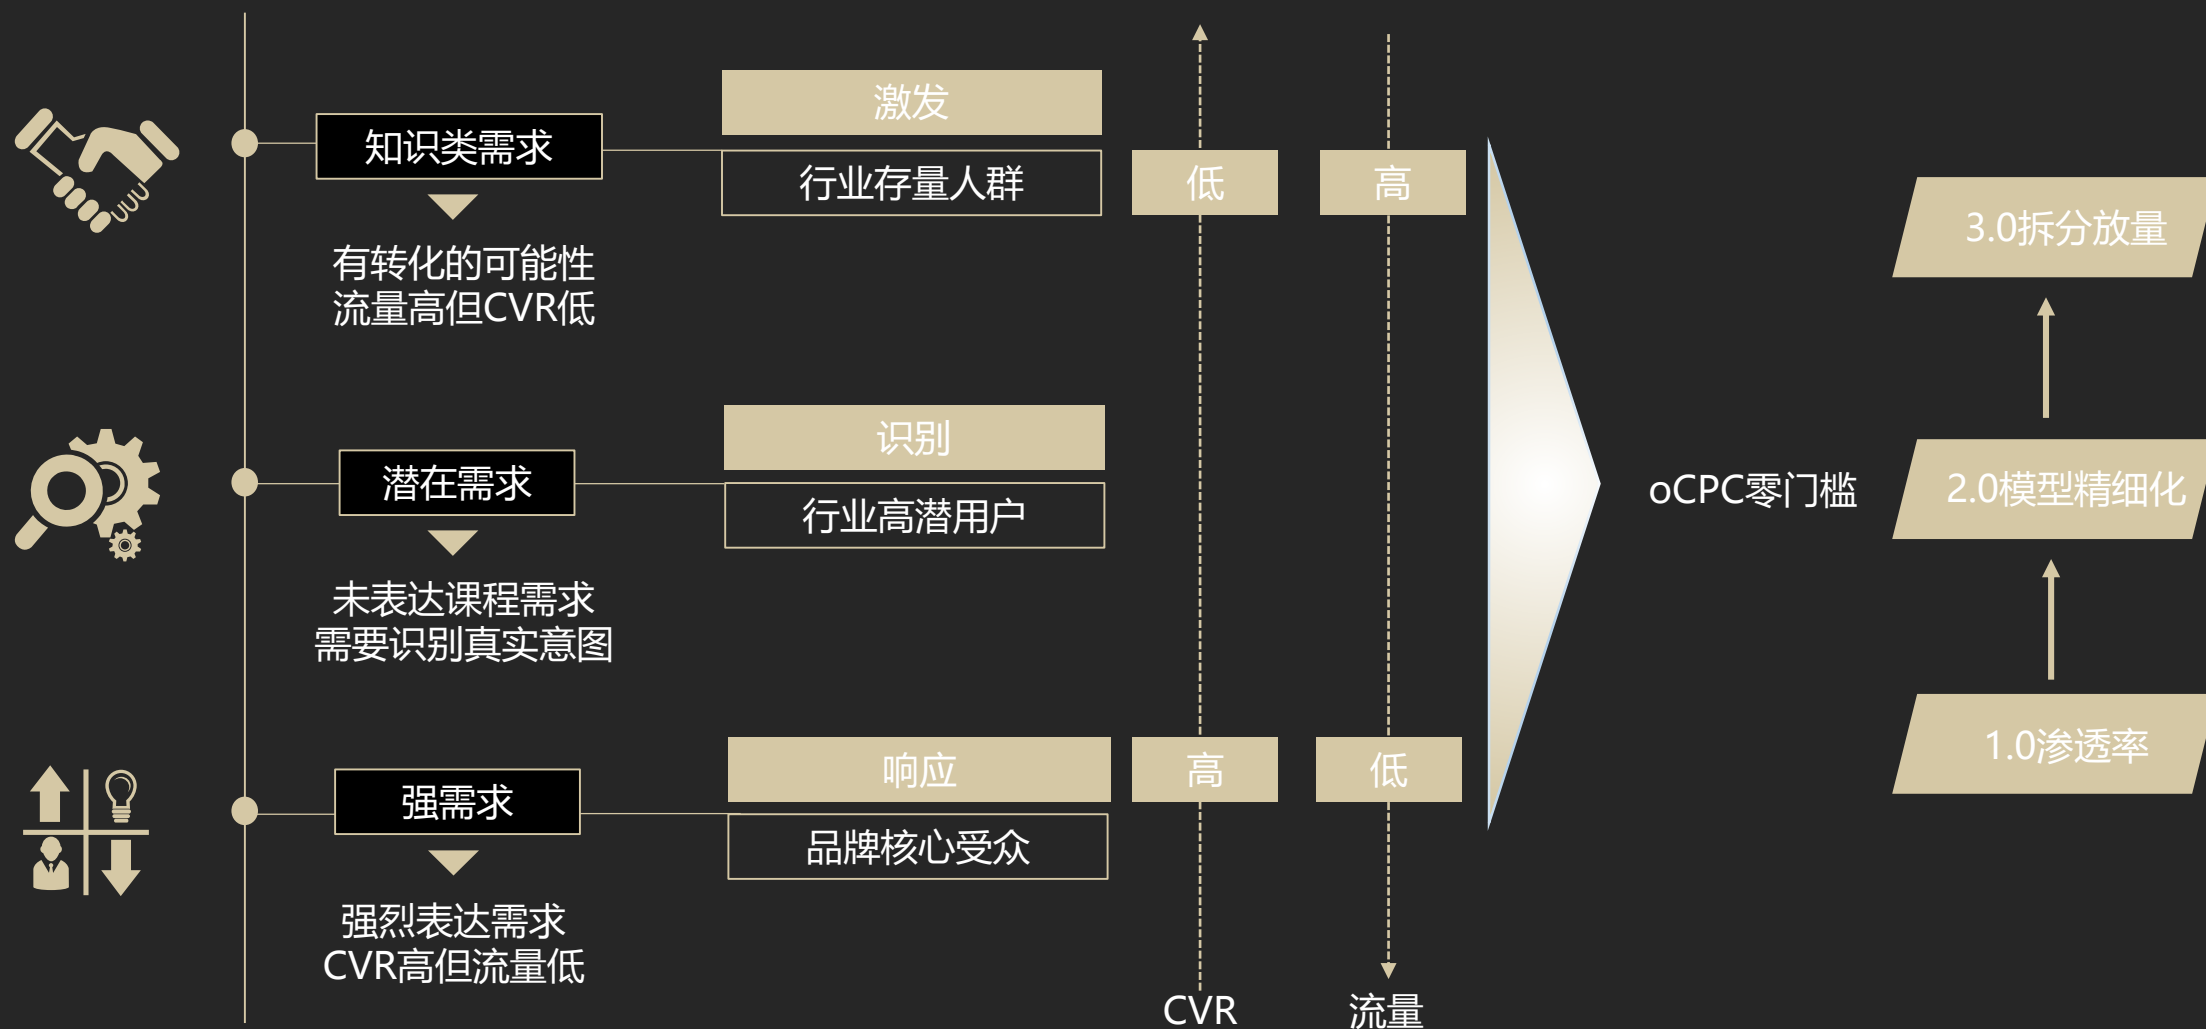 激发
知识类需求
行业存量人群
低
高
有转化的可能性
流量高但CVR低
识别
潜在需求
行业高潜用户
未表达课程需求
需要识别真实意图
响应
强需求
品牌核心受众
高
低
强烈表达需求
CVR高但流量低
CVR
流量
oCPC零门槛
3.0拆分放量
2.0模型精细化
1.0渗透率